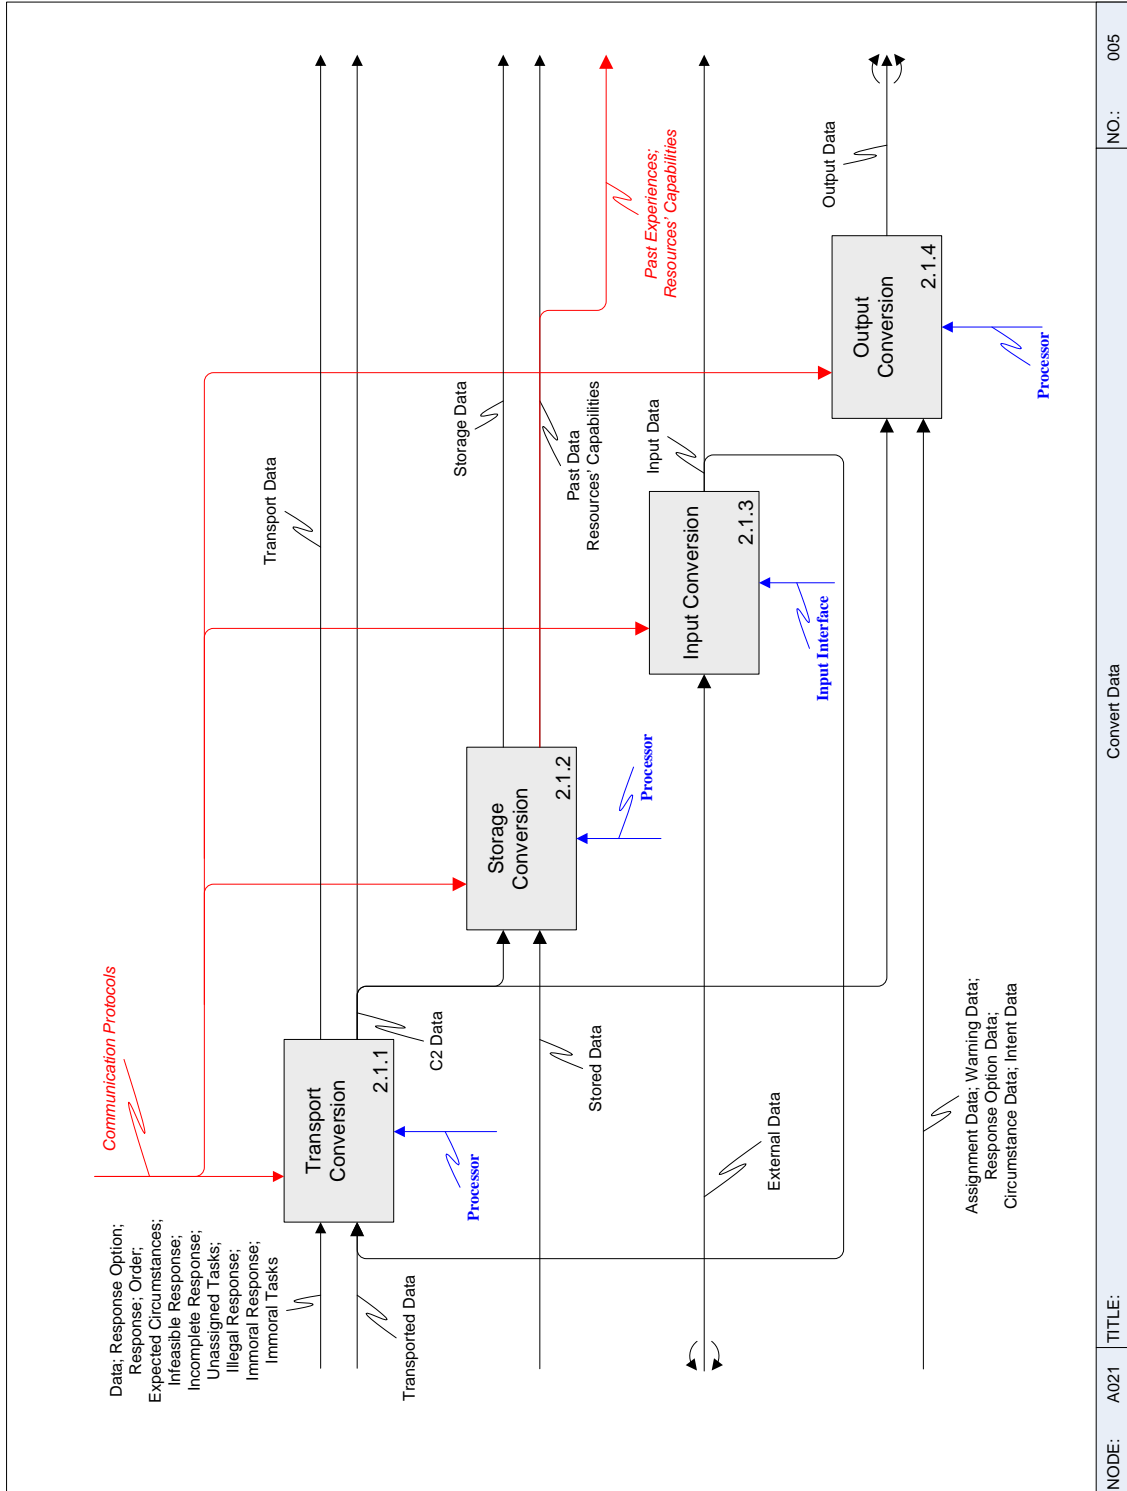 Communication Protocols
Data; Response Option;
Response; Order;
Expected Circumstances;
Infeasible Response;
Incomplete Response;
Unassigned Tasks;
Illegal Response;
Immoral Response;
Immoral Tasks
Transported Data
Transport
Conversion
2.1.1
Processor
C2 Data
Transport Data
Stored Data
Storage
Conversion
2.1.2
Processor
Storage Data
Past Data
Resources' Capabilities
Past Experiences;
Resources' Capabilities
External Data
Input Conversion
2.1.3
Input Interface
Input Data
Assignment Data; Warning Data;
Response Option Data;
Circumstance Data; Intent Data
Output
Conversion
2.1.4
Processor
Output Data
NODE: A021 TITLE: Convert Data NO.: 005